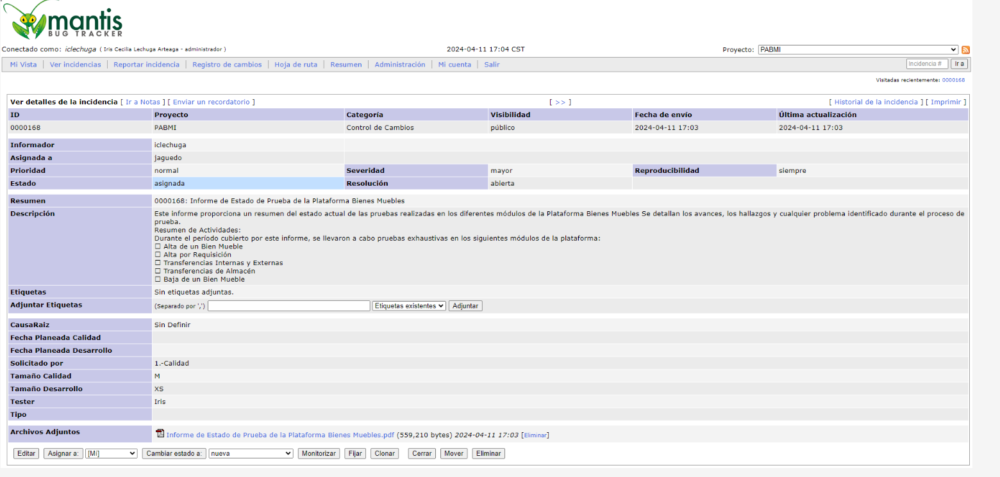 mantis
BUG TRACKER
Conectado como: iclechuga ( Iris Cecilia Lechuga Arteaga - administrador ) 2024-04-11 17:04 CST Proyecto: PABMI
Mi Vista | Ver incidencias | Reportar incidencia | Registro de cambios | Hoja de ruta | Resumen | Administración | Mi cuenta | Salir Incidencia # Ir a
Visitadas recientemente: 0000168
Ver detalles de la incidencia [ Ir a Notas ] [ Enviar un recordatorio ] [ >> ] [ Historial de la incidencia ] [ Imprimir ]
ID Proyecto Categoría Visibilidad Fecha de envío Última actualización
0000168 PABMI Control de Cambios público 2024-04-11 17:03 2024-04-11 17:03
Informador iclechuga
Asignada a jaguedo
Prioridad normal Severidad mayor Reproducibilidad siempre
Estado asignada Resolución abierta
Resumen 0000168: Informe de Estado de Prueba de la Plataforma Bienes Muebles
Descripción Este informe proporciona un resumen del estado actual de las pruebas realizadas en los diferentes módulos de la Plataforma Bienes Muebles Se detallan los avances, los hallazgos y cualquier problema identificado durante el proceso de
prueba.
Resumen de Actividades:
Durante el período cubierto por este informe, se llevaron a cabo pruebas exhaustivas en los siguientes módulos de la plataforma:
☐ Alta de un Bien Mueble
☐ Alta por Requisición
☐ Transferencias Internas y Externas
☐ Transferencias de Almacén
☐ Baja de un Bien Mueble
Etiquetas Sin etiquetas adjuntas.
Adjuntar Etiquetas (Separado por ',') Etiquetas existentes Adjuntar
CausaRaiz Sin Definir
Fecha Planeada Calidad
Fecha Planeada Desarrollo
Solicitado por 1.-Calidad
Tamaño Calidad M
Tamaño Desarrollo XS
Tester Iris
Tipo
Archivos Adjuntos Informe de Estado de Prueba de la Plataforma Bienes Muebles.pdf (559,210 bytes) 2024-04-11 17:03 [Eliminar]
Editar Asignar a: [Mí] Cambiar estado a: nueva Monitorizar Fijar Clonar Cerrar Mover Eliminar